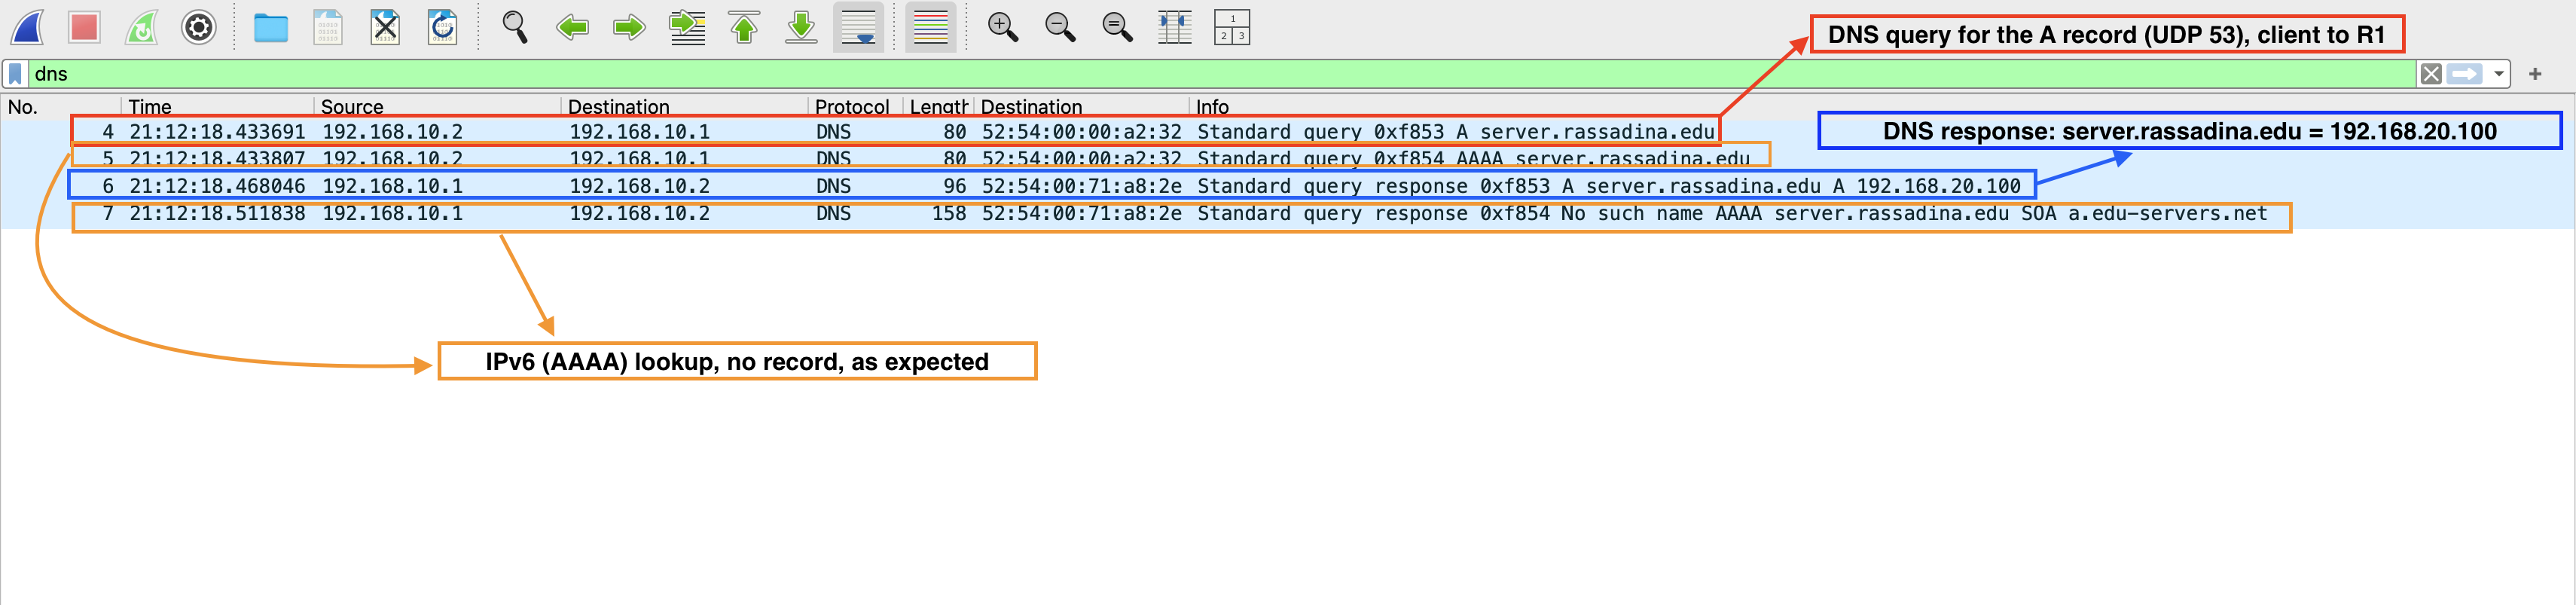 DNS query for the A record (UDP 53), client to R1
dns
No. Time Source Destination Protocol Length Destination Info
4 21:12:18.433691 192.168.10.2 192.168.10.1 DNS 80 52:54:00:00:a2:32 Standard query 0xf853 A server.rassadina.edu
DNS response: server.rassadina.edu = 192.168.20.100
5 21:12:18.433807 192.168.10.2 192.168.10.1 DNS 80 52:54:00:00:a2:32 Standard query 0xf854 AAAA server.rassadina.edu
6 21:12:18.468046 192.168.10.1 192.168.10.2 DNS 96 52:54:00:71:a8:2e Standard query response 0xf853 A server.rassadina.edu A 192.168.20.100
7 21:12:18.511838 192.168.10.1 192.168.10.2 DNS 158 52:54:00:71:a8:2e Standard query response 0xf854 No such name AAAA server.rassadina.edu SOA a.edu-servers.net
IPv6 (AAAA) lookup, no record, as expected